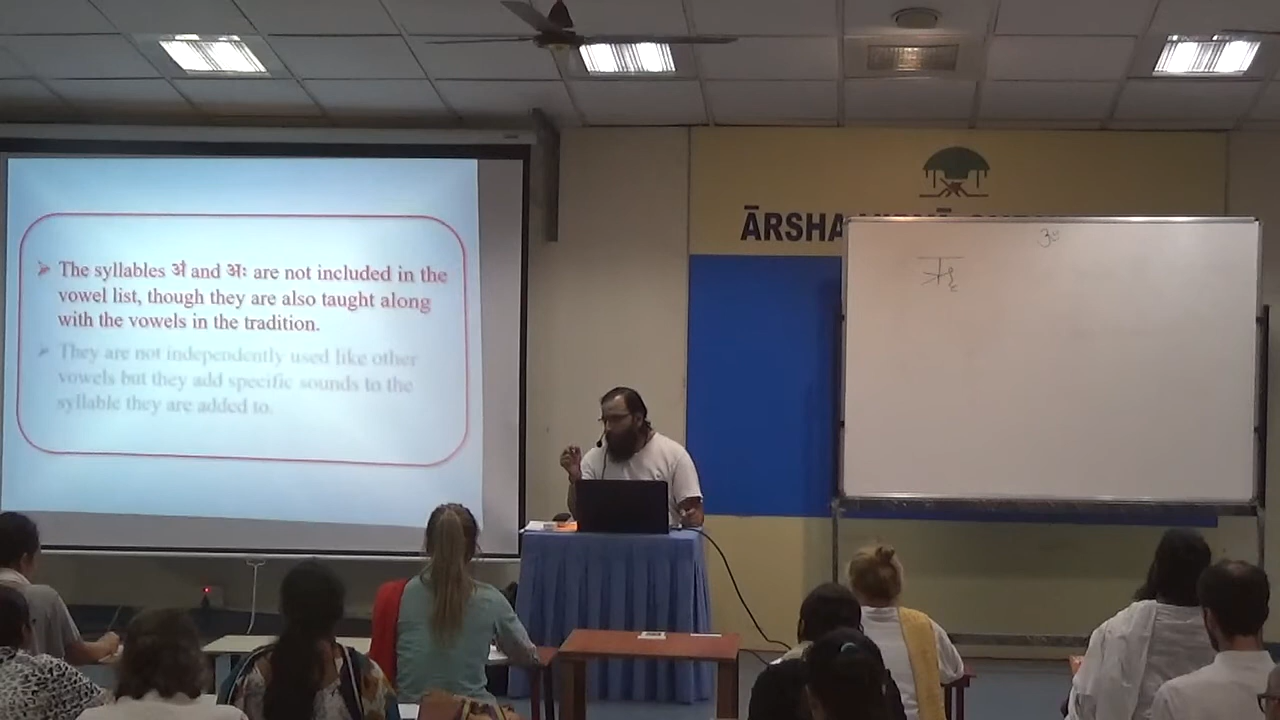 ➢ The syllables अं and अः are not included in the
vowel list, though they are also taught along
with the vowels in the tradition.
➢ They are not independently used like other
vowels but they add specific sounds to the
syllable they are added to.
ĀRSHA